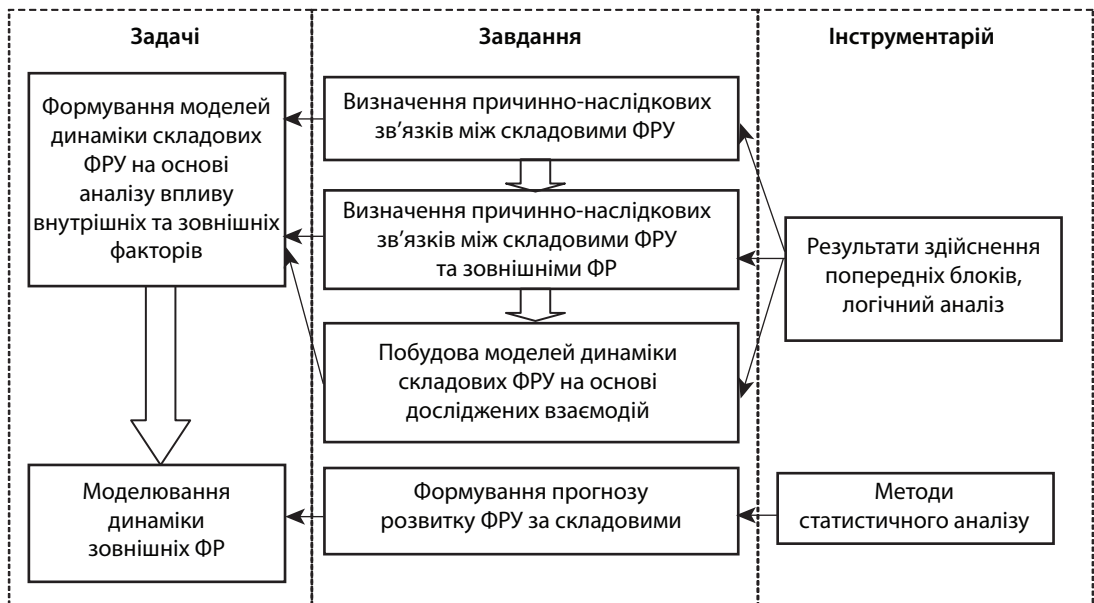 Задачі
Завдання
Інструментарій
Формування моделей
динаміки складових
ФРУ на основі
аналізу впливу
внутрішніх та зовнішніх
факторів
Визначення причинно-наслідкових
зв’язків між складовими ФРУ
Визначення причинно-наслідкових
зв’язків між складовими ФРУ
та зовнішніми ФР
Результати здійснення
попередніх блоків,
логічний аналіз
Побудова моделей динаміки
складових ФРУ на основі
досліджених взаємодій
Моделювання
динаміки
зовнішніх ФР
Формування прогнозу
розвитку ФРУ за складовими
Методи
статистичного аналізу